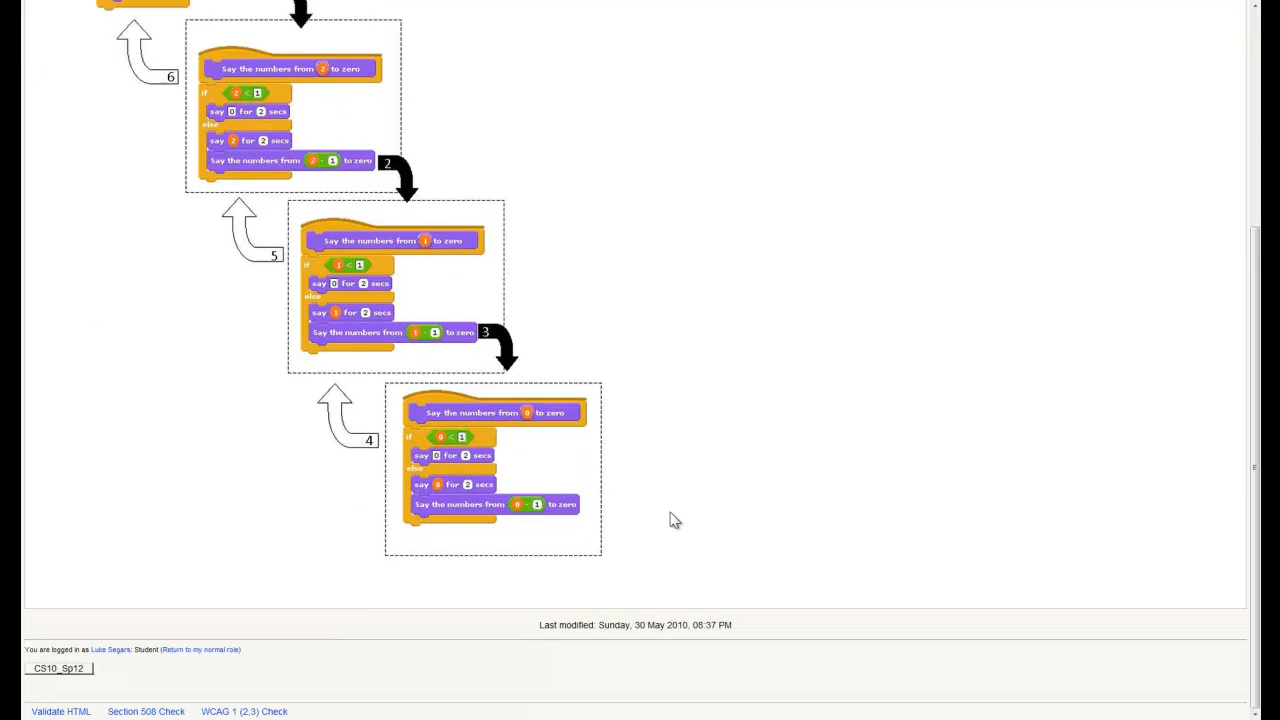 6
Say the numbers from 2 to zero
if 2 < 1
say 0 for 2 secs
else
say 2 for 2 secs
Say the numbers from 2 - 1 to zero
2
5
Say the numbers from 1 to zero
if 1 < 1
say 0 for 2 secs
else
say 1 for 2 secs
Say the numbers from 1 - 1 to zero
3
4
Say the numbers from 0 to zero
if 0 < 1
say 0 for 2 secs
else
say 0 for 2 secs
Say the numbers from 0 - 1 to zero
Last modified: Sunday, 30 May 2010, 08:37 PM
You are logged in as Luke Segars: Student (Return to my normal role)
CS10_Sp12
Validate HTML Section 508 Check WCAG 1 (2,3) Check